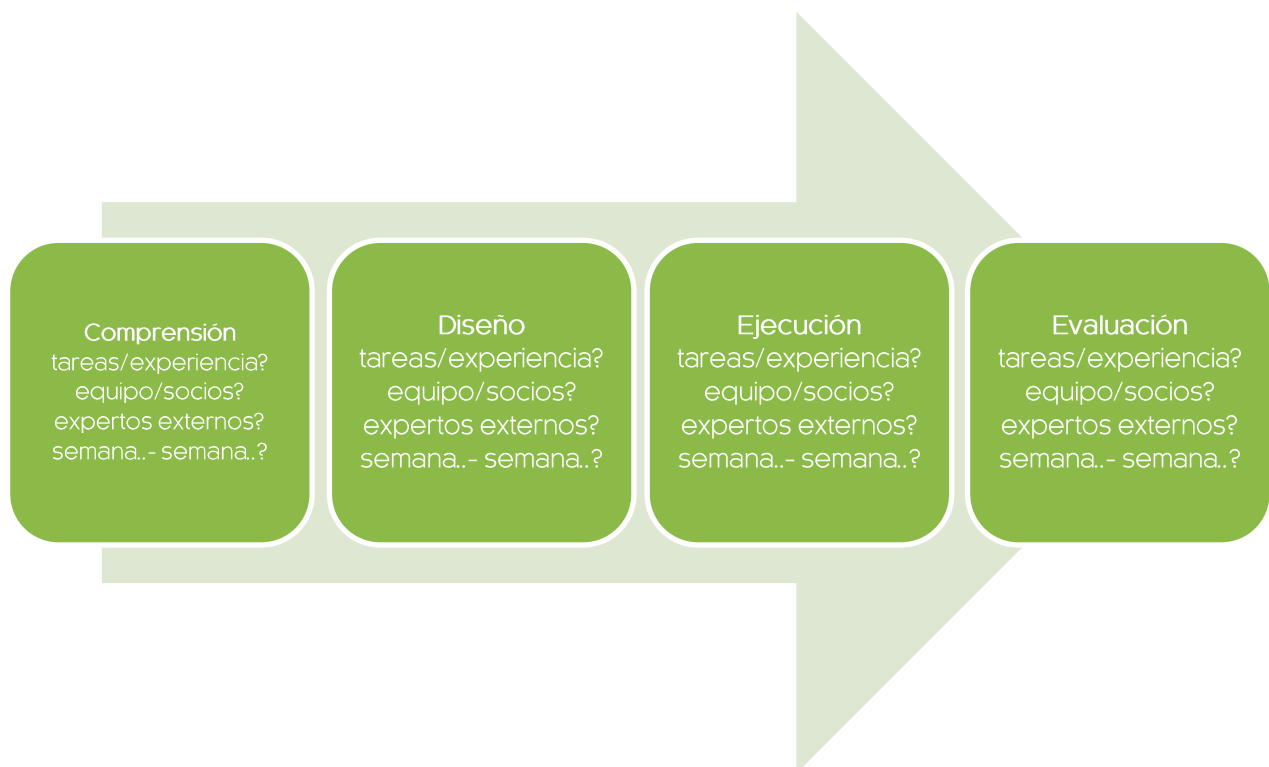 Comprensión
tareas/experiencia?
equipo/socios?
expertos externos?
semana..- semana..?
Diseño
tareas/experiencia?
equipo/socios?
expertos externos?
semana..- semana..?
Ejecución
tareas/experiencia?
equipo/socios?
expertos externos?
semana..- semana..?
Evaluación
tareas/experiencia?
equipo/socios?
expertos externos?
semana..- semana..?